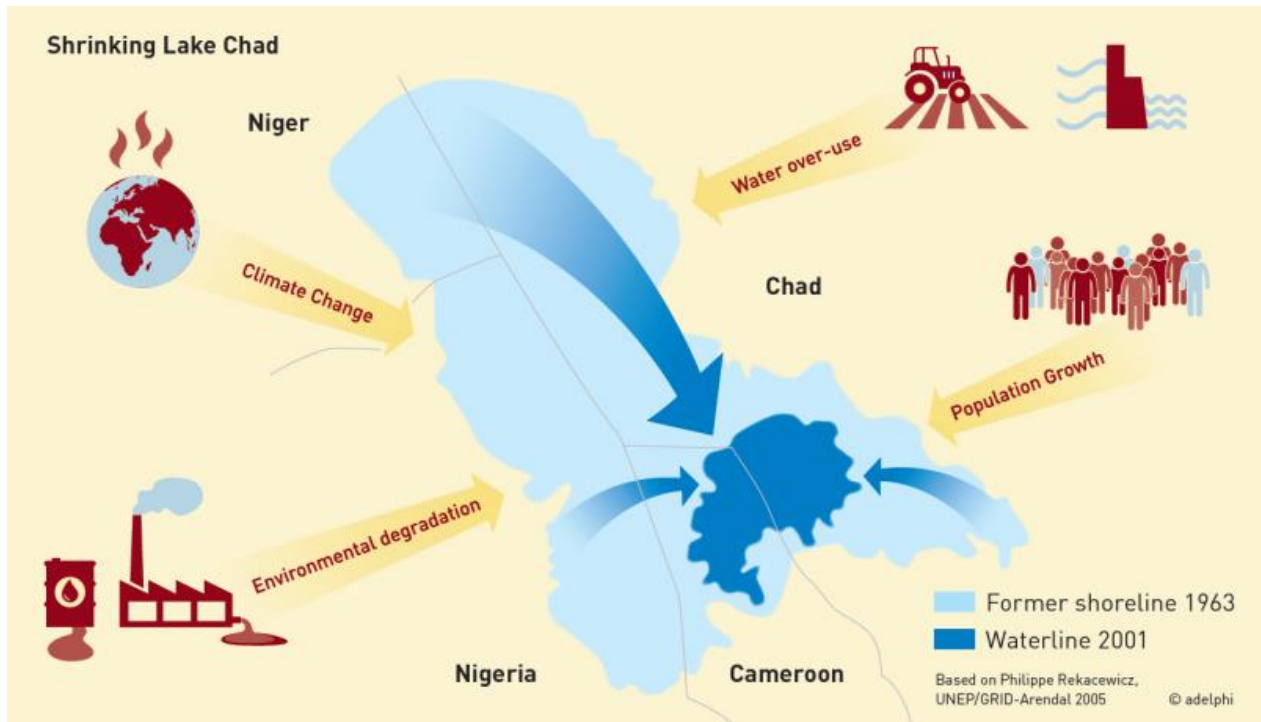 Shrinking Lake Chad
Niger
Water over-use
Climate Change
Chad
Population Growth
Environmental degradation
Nigeria
Cameroon
Former shoreline 1963
Waterline 2001
Based on Philippe Rekacewicz,
UNEP/GRID-Arendal 2005
© adelphi